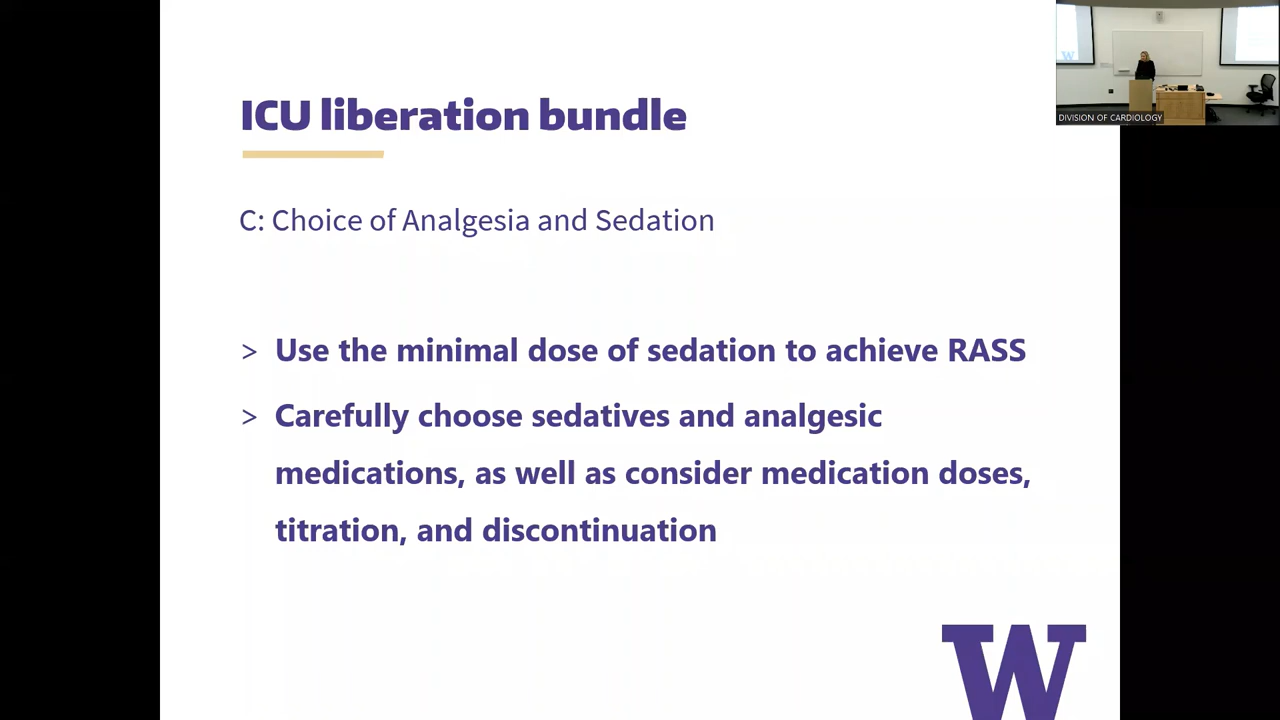 ICU liberation bundle
C: Choice of Analgesia and Sedation
> Use the minimal dose of sedation to achieve RASS
> Carefully choose sedatives and analgesic
medications, as well as consider medication doses,
titration, and discontinuation
W
W
DIVISION OF CARDIOLOGY